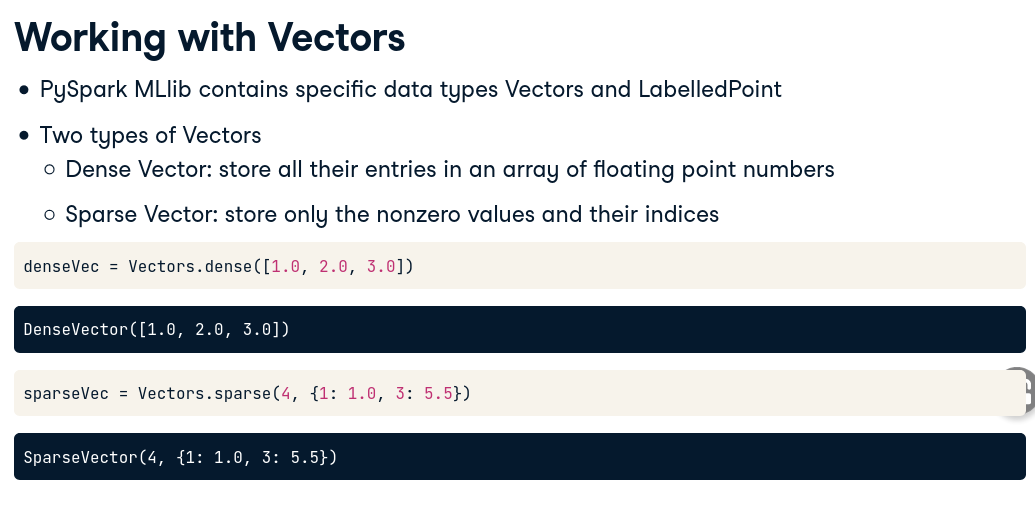 Working with Vectors
PySpark MLlib contains specific data types Vectors and LabelledPoint
Two types of Vectors
Dense Vector: store all their entries in an array of floating point numbers
Sparse Vector: store only the nonzero values and their indices
denseVec = Vectors.dense([1.0, 2.0, 3.0])
DenseVector([1.0, 2.0, 3.0])
sparseVec = Vectors.sparse(4, {1: 1.0, 3: 5.5})
SparseVector(4, {1: 1.0, 3: 5.5})